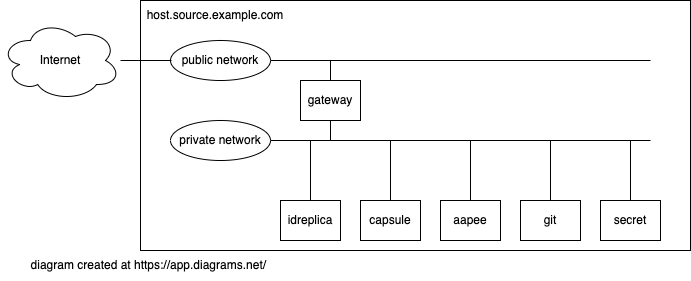 host.source.example.com
Internet
public network
gateway
private network
idreplica
capsule
aapee
git
secret
diagram created at https://app.diagrams.net/